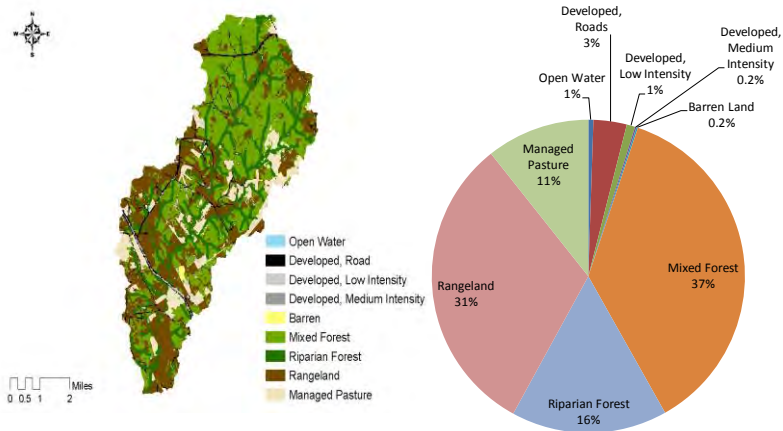 N
W
E
S
Open Water
Developed, Road
Developed, Low Intensity
Developed, Medium Intensity
Barren
Mixed Forest
Riparian Forest
Rangeland
Managed Pasture
0 0.5 1 2
Miles
Developed,
Roads
3%
Open Water
1%
Developed,
Low Intensity
1%
Developed,
Medium
Intensity
0.2%
Barren Land
0.2%
Managed
Pasture
11%
Mixed Forest
37%
Rangeland
31%
Riparian Forest
16%